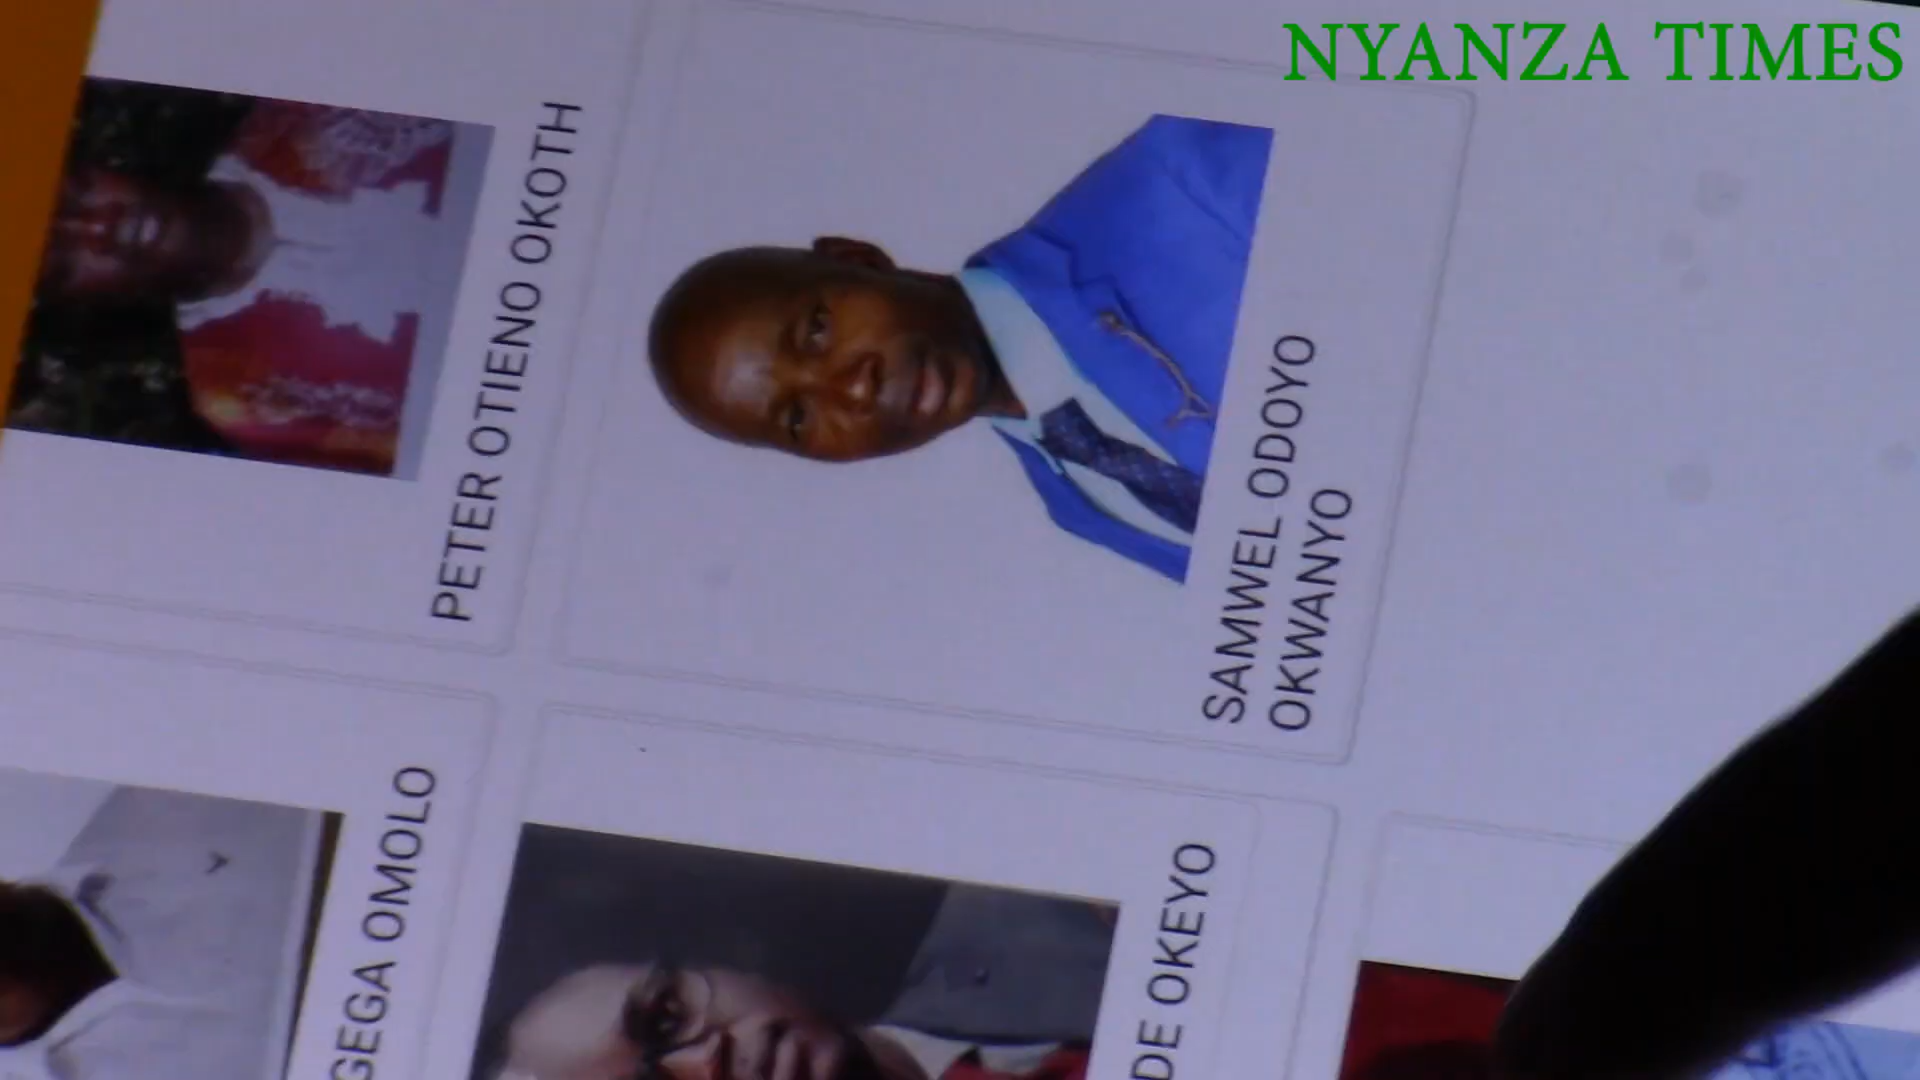 NYANZA TIMES
PETER OTIENO OKOTH
SAMWEL ODOYO
OKWANYO
GEGA OMOLO
DE OKEYO